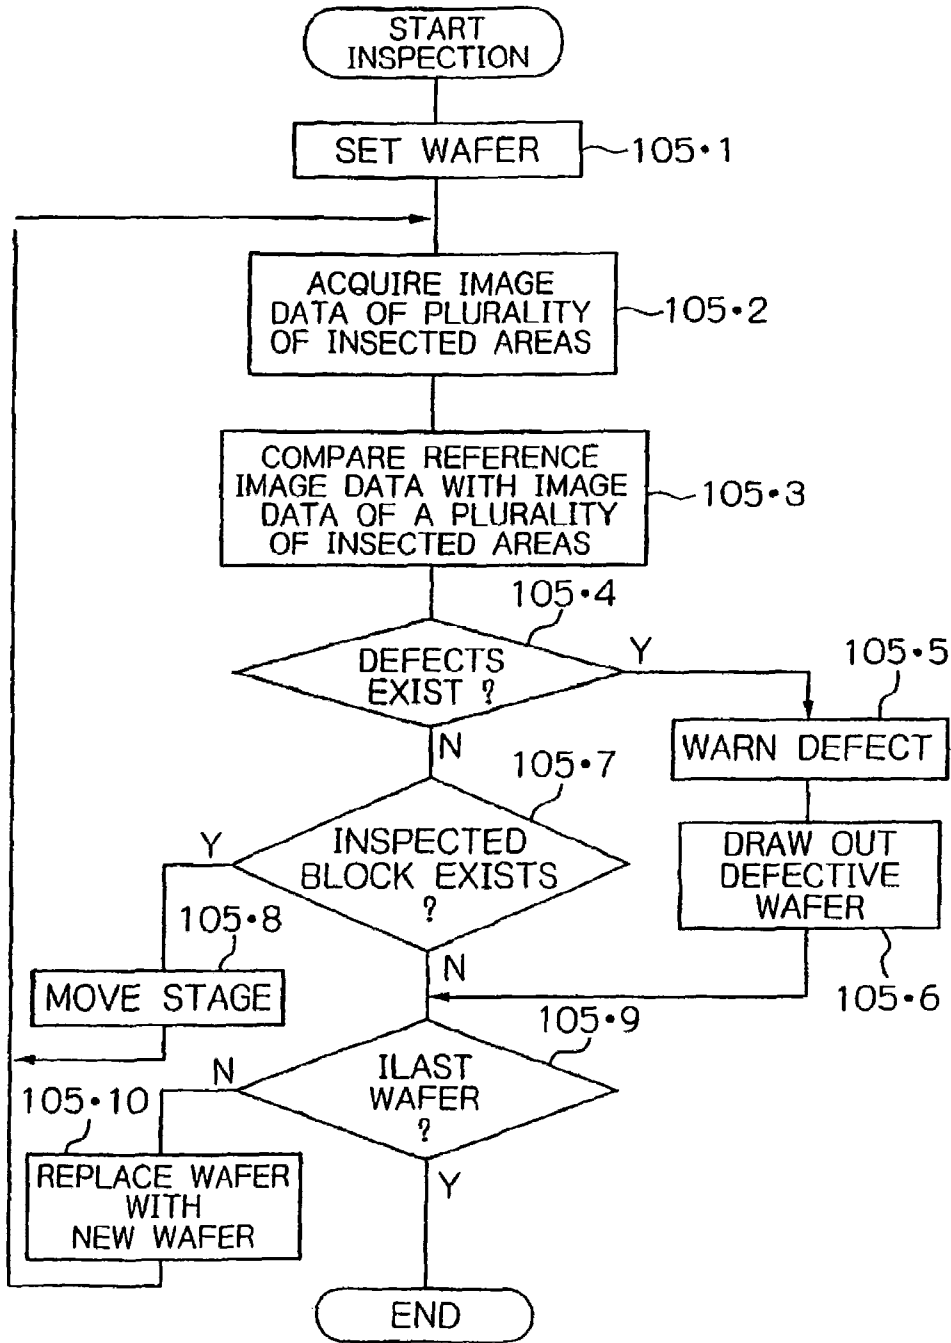 START
INSPECTION
SET WAFER
105・1
ACQUIRE IMAGE
DATA OF PLURALITY
OF INSECTED AREAS
105・2
COMPARE REFERENCE
IMAGE DATA WITH IMAGE
DATA OF A PLURALITY
OF INSECTED AREAS
105・3
105・4
DEFECTS
EXIST ?
Y
N
105・5
WARN DEFECT
DRAW OUT
DEFECTIVE
WAFER
105・6
105・7
INSPECTED
BLOCK EXISTS
?
Y
N
105・8
MOVE STAGE
105・9
ILAST
WAFER
?
N
Y
105・10
REPLACE WAFER
WITH
NEW WAFER
END